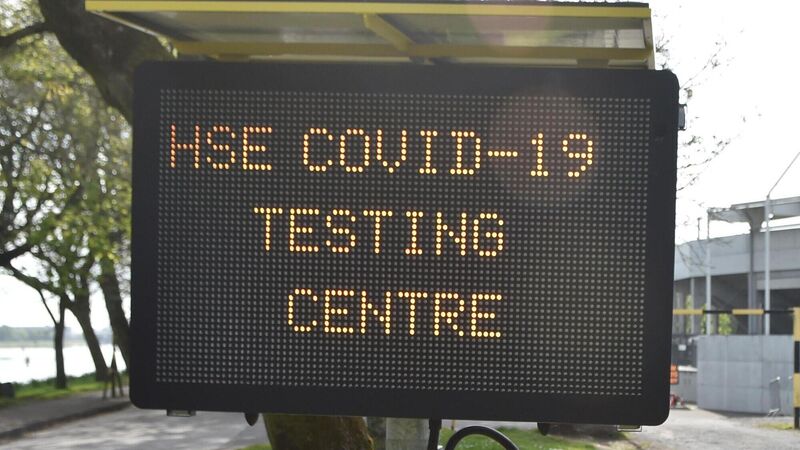 HSE COVID-19
TESTING
CENTRE